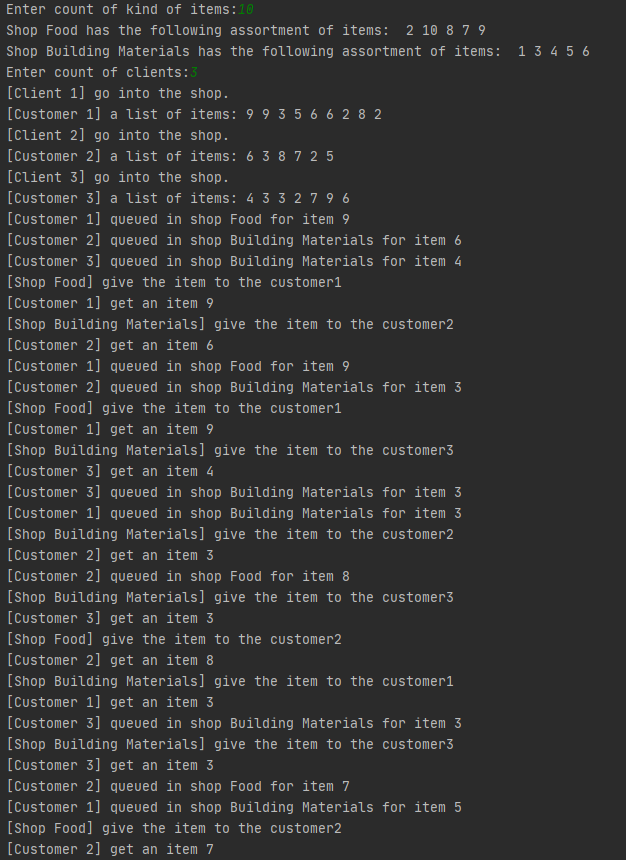 Enter count of kind of items:10
Shop Food has the following assortment of items:  2 10 8 7 9
Shop Building Materials has the following assortment of items:  1 3 4 5 6
Enter count of clients:3
[Client 1] go into the shop.
[Customer 1] a list of items: 9 9 3 5 6 6 2 8 2
[Client 2] go into the shop.
[Customer 2] a list of items: 6 3 8 7 2 5
[Client 3] go into the shop.
[Customer 3] a list of items: 4 3 3 2 7 9 6
[Customer 1] queued in shop Food for item 9
[Customer 2] queued in shop Building Materials for item 6
[Customer 3] queued in shop Building Materials for item 4
[Shop Food] give the item to the customer1
[Customer 1] get an item 9
[Shop Building Materials] give the item to the customer2
[Customer 2] get an item 6
[Customer 1] queued in shop Food for item 9
[Customer 2] queued in shop Building Materials for item 3
[Shop Food] give the item to the customer1
[Customer 1] get an item 9
[Shop Building Materials] give the item to the customer3
[Customer 3] get an item 4
[Customer 3] queued in shop Building Materials for item 3
[Customer 1] queued in shop Building Materials for item 3
[Shop Building Materials] give the item to the customer2
[Customer 2] get an item 3
[Customer 2] queued in shop Food for item 8
[Shop Building Materials] give the item to the customer3
[Customer 3] get an item 3
[Shop Food] give the item to the customer2
[Customer 2] get an item 8
[Shop Building Materials] give the item to the customer1
[Customer 1] get an item 3
[Customer 3] queued in shop Building Materials for item 3
[Shop Building Materials] give the item to the customer3
[Customer 3] get an item 3
[Customer 2] queued in shop Food for item 7
[Customer 1] queued in shop Building Materials for item 5
[Shop Food] give the item to the customer2
[Customer 2] get an item 7